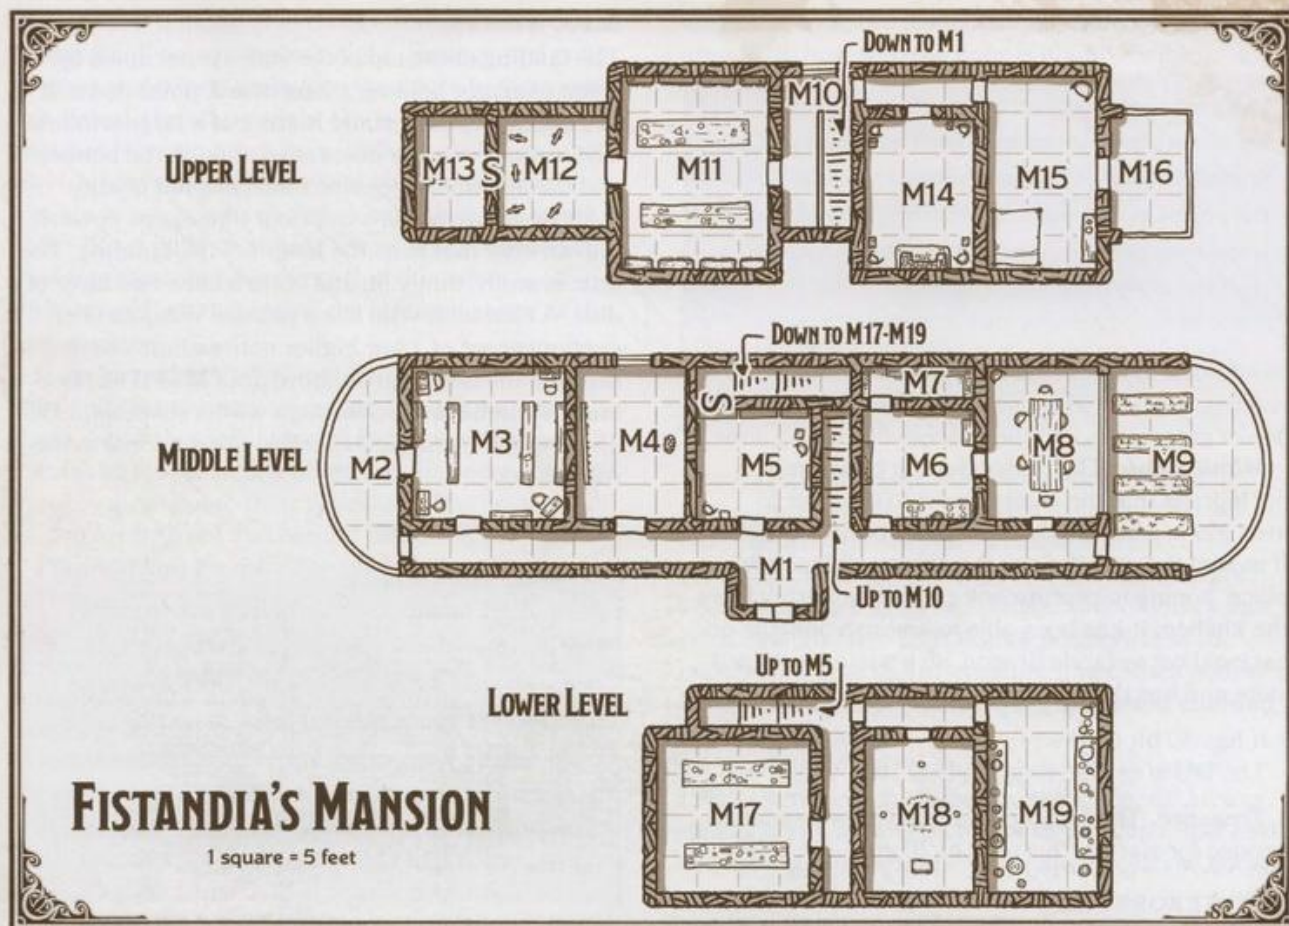 Down to M1
Upper Level
M10
M13 S M12 M11 M14 M15 M16
Down to M17-M19
S M7
Middle Level M2 M3 M4 M5 M6 M8 M9
M1
Up to M10
Up to M5
Lower Level
M17 M18 M19
Fistandia's Mansion
1 square = 5 feet